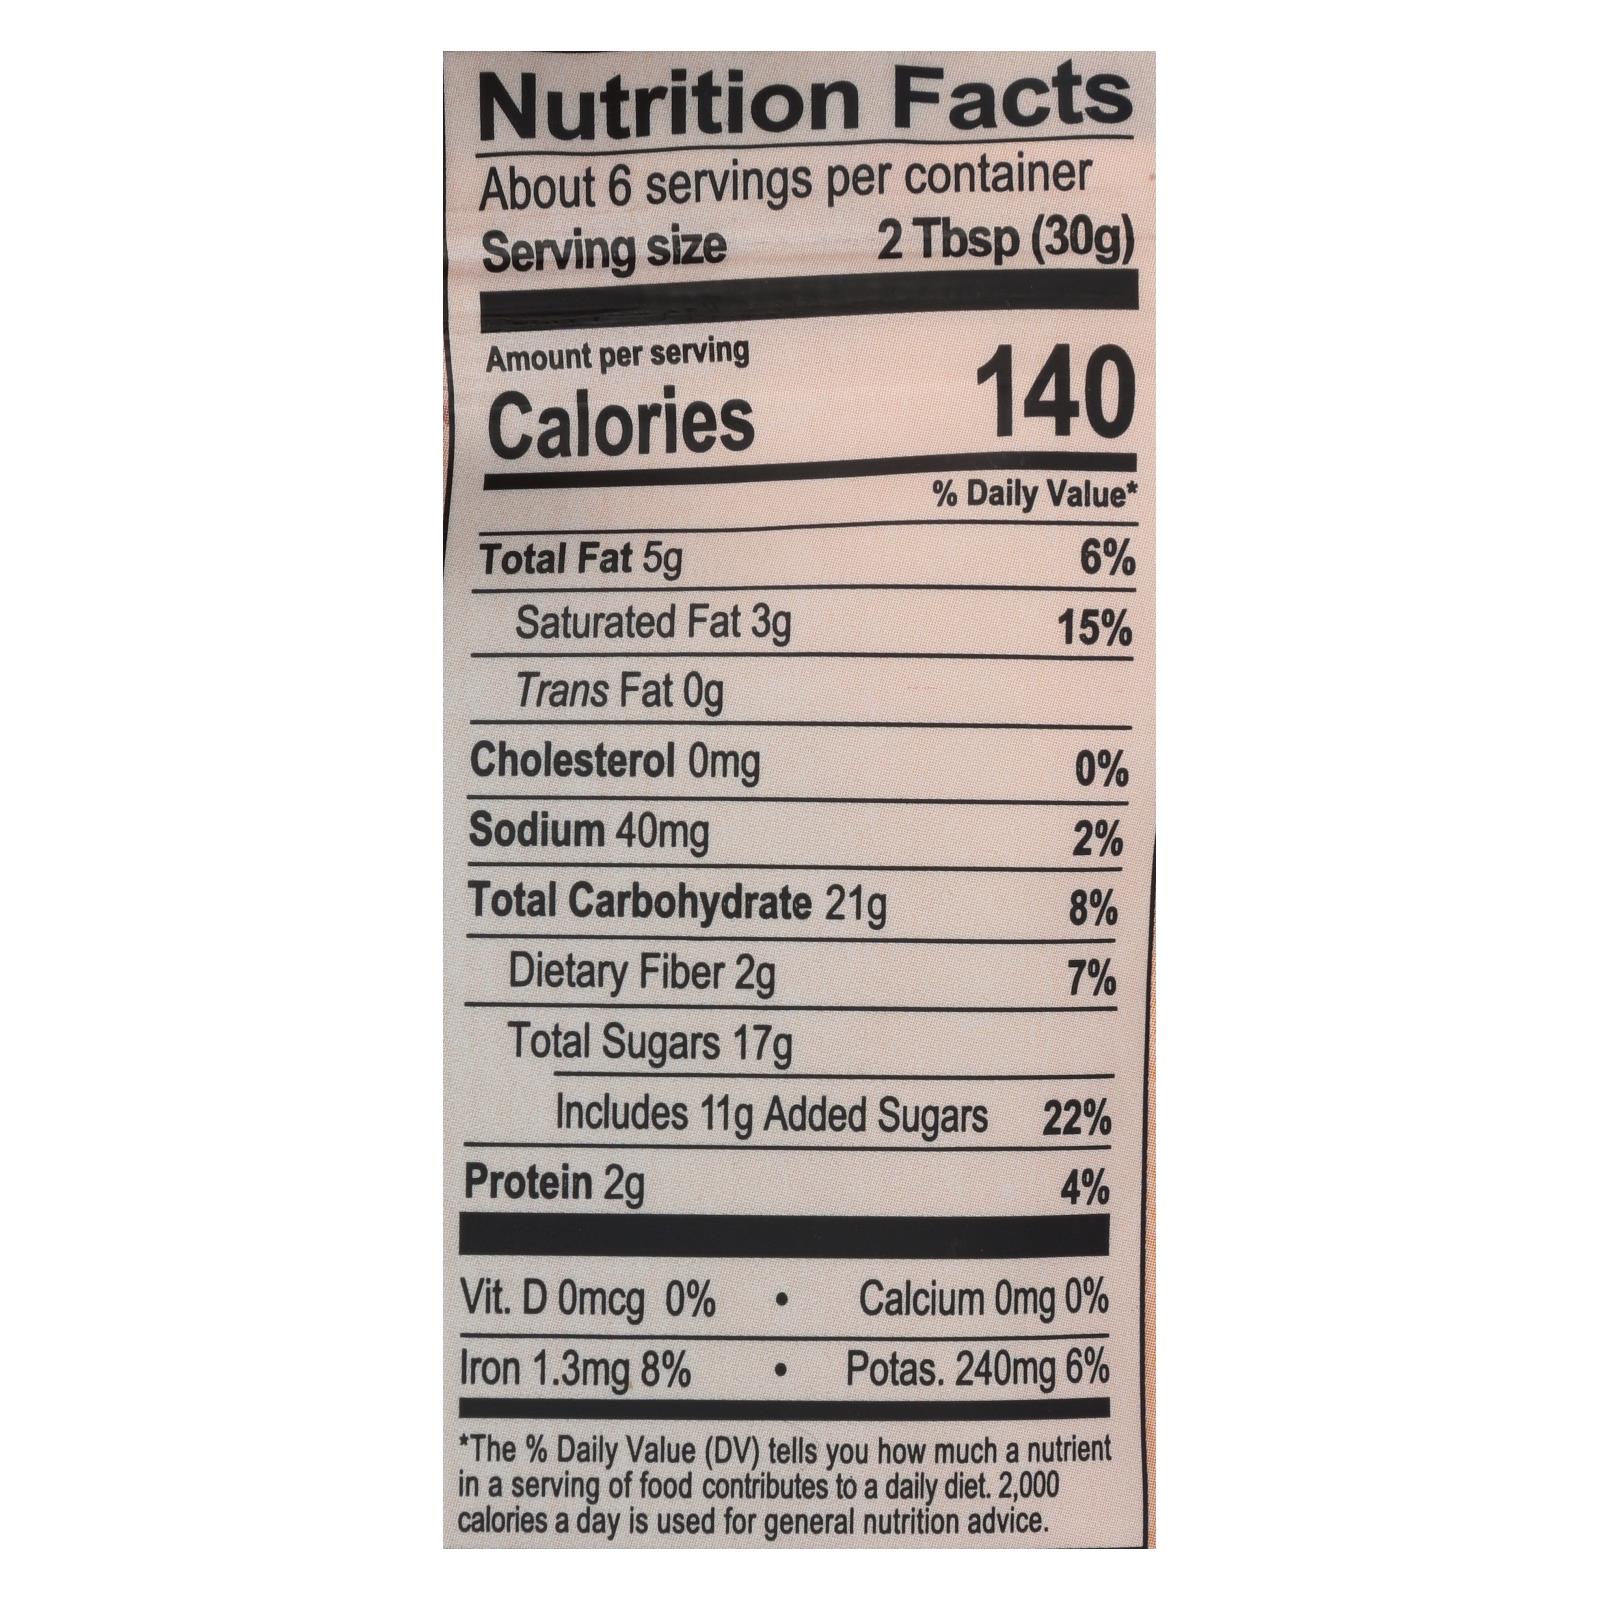 Nutrition Facts
About 6 servings per container
Serving size 2 Tbsp (30g)
Amount per serving
Calories 140
% Daily Value*
Total Fat 5g 6%
Saturated Fat 3g 15%
Trans Fat 0g
Cholesterol 0mg 0%
Sodium 40mg 2%
Total Carbohydrate 21g 8%
Dietary Fiber 2g 7%
Total Sugars 17g
Includes 11g Added Sugars 22%
Protein 2g 4%
Vit. D 0mcg 0% • Calcium 0mg 0%
Iron 1.3mg 8% • Potas. 240mg 6%
*The % Daily Value (DV) tells you how much a nutrient
in a serving of food contributes to a daily diet. 2,000
calories a day is used for general nutrition advice.